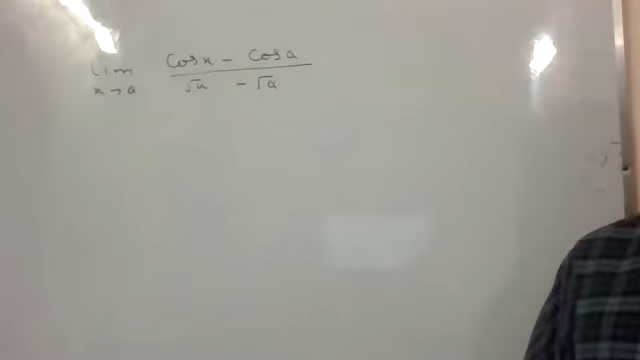 lim cos x - cos a
x → a √x - √a